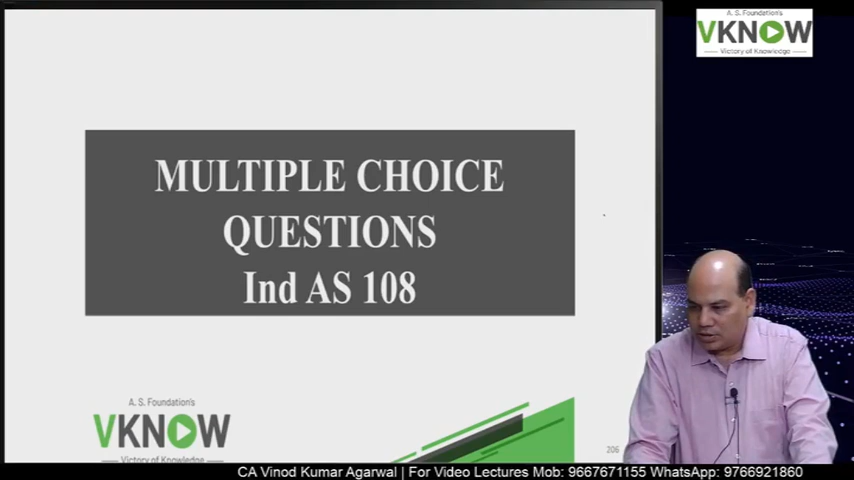 A. S. Foundation's
VKNOW
Victory of Knowledge
MULTIPLE CHOICE
QUESTIONS
Ind AS 108
A. S. Foundation's
VKNOW
Victory of Knowledge
206
CA Vinod Kumar Agarwal | For Video Lectures Mob: 9667671155 WhatsApp: 9766921860